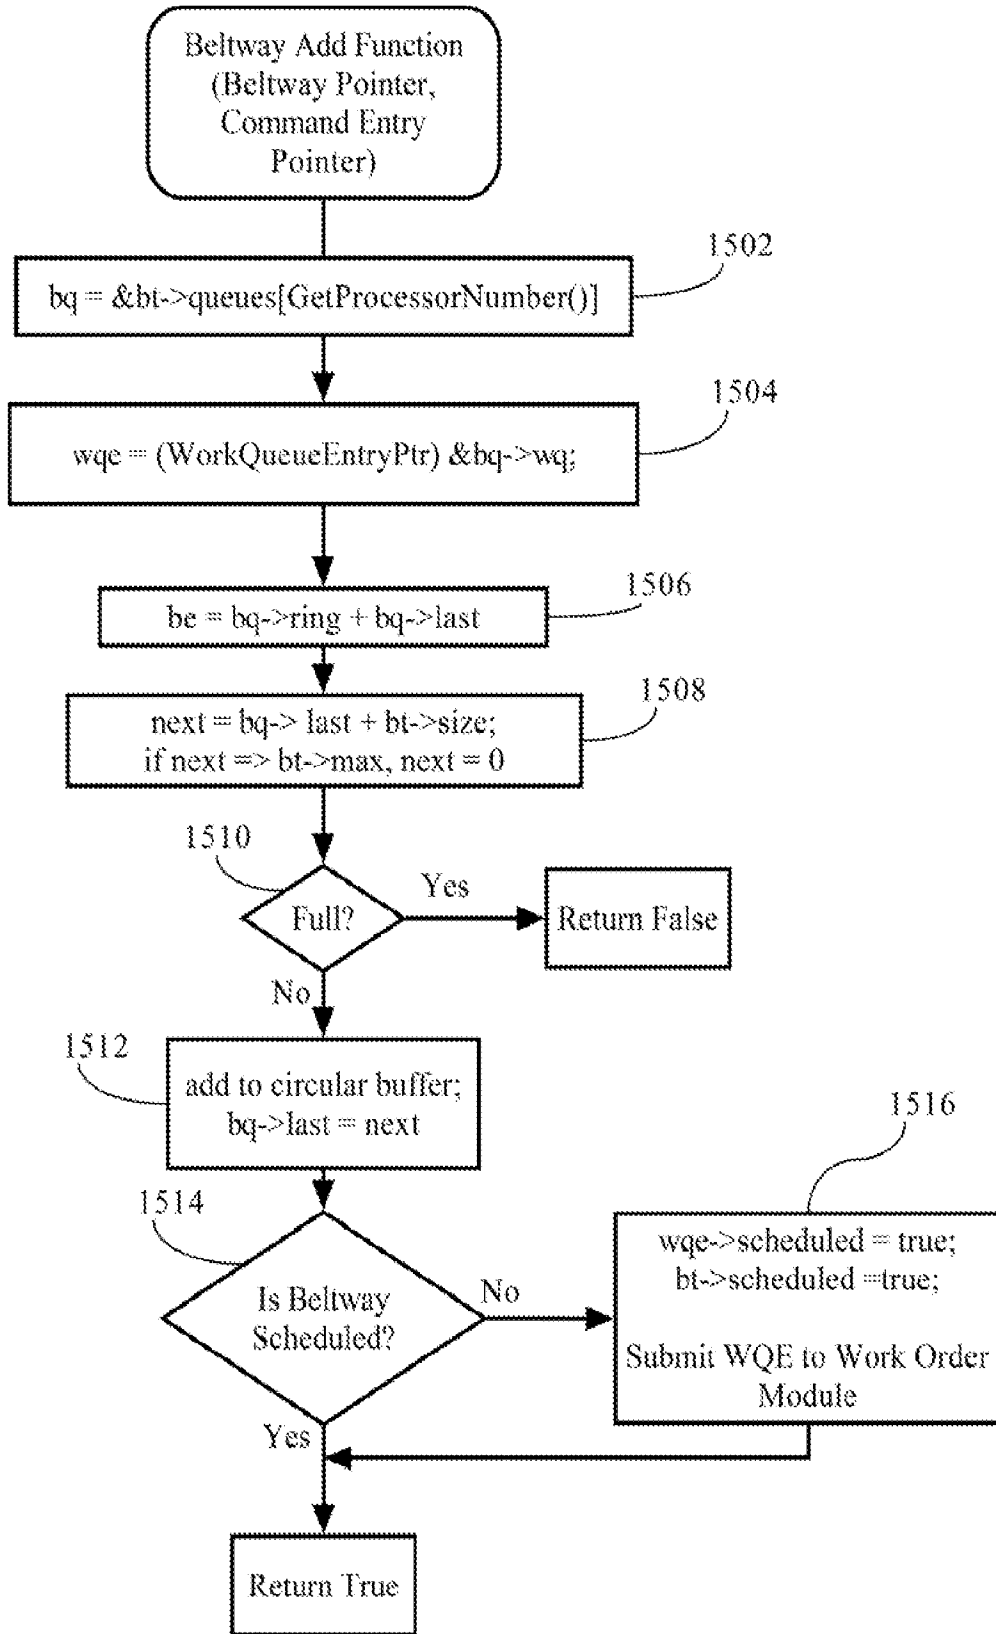 Beltway Add Function
(Beltway Pointer,
Command Entry
Pointer)
1502
bq = &bt->queues[GetProcessorNumber()]
1504
wqe = (WorkQueueEntryPtr) &bq->wq;
1506
be = bq->ring + bq->last
1508
next = bq-> last + bt->size;
if next => bt->max, next = 0
1510
Full?
Yes
Return False
No
1512
add to circular buffer;
bq->last = next
1514
Is Beltway
Scheduled?
No
1516
wqe->scheduled = true;
bt->scheduled =true;
Submit WQE to Work Order
Module
Yes
Return True